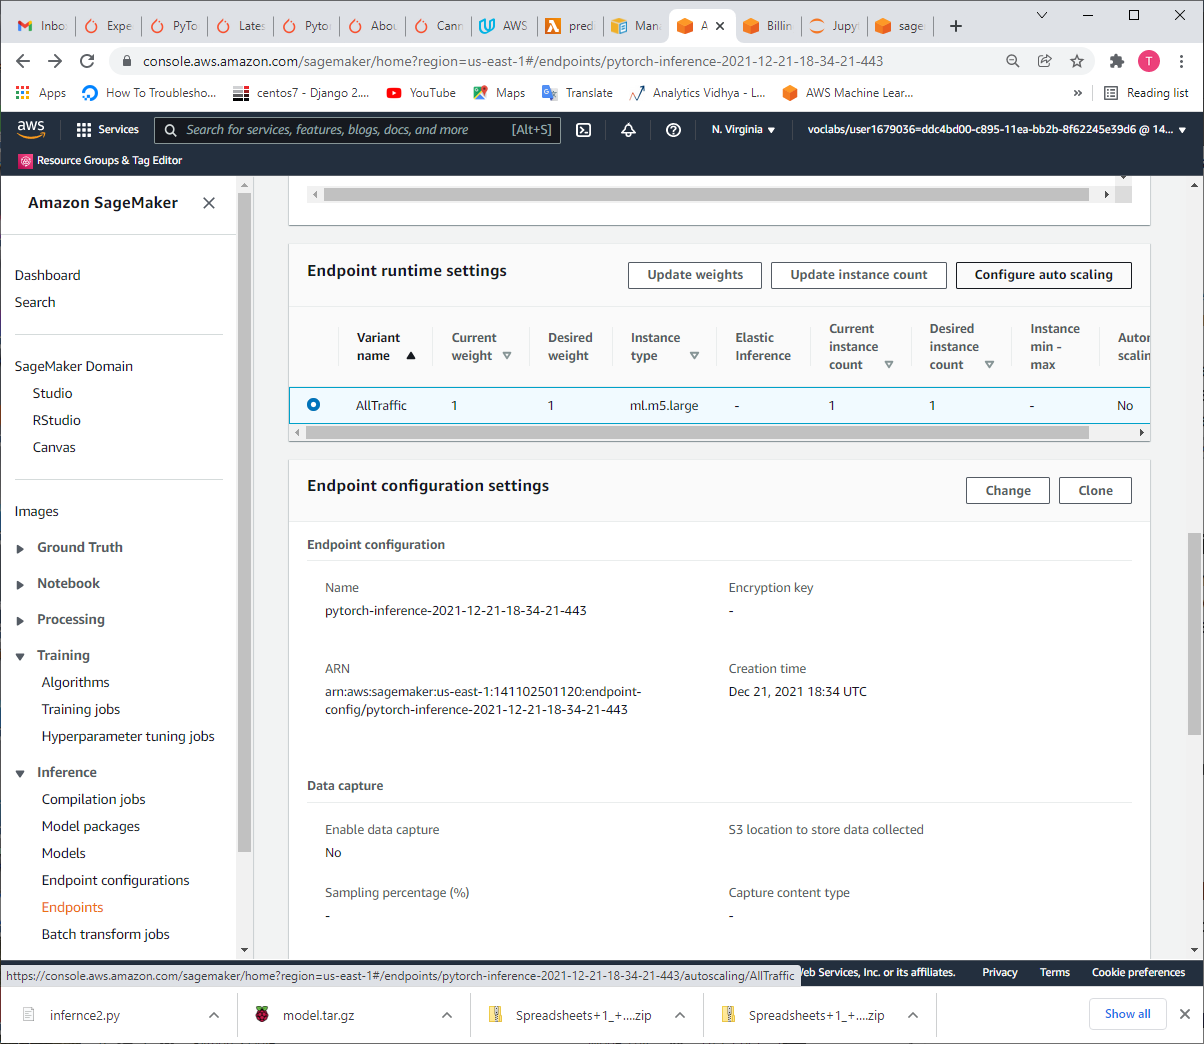 Inbo
Expe
PyTo
Lates
Pytor
Abou
Cann
AWS
predi
Mana
A
Billin
Jupyt
sage
console.aws.amazon.com/sagemaker/home?region=us-east-1#/endpoints/pytorch-inference-2021-12-21-18-34-21-443
T
Apps
How To Troublesho...
centos7 - Django 2....
YouTube
Maps
Translate
Analytics Vidhya - L...
AWS Machine Lear...
»
Reading list
aws
Services
Search for services, features, blogs, docs, and more
[Alt+S]
N. Virginia
voclabs/user1679036=ddc4bd00-c895-11ea-bb2b-8f62245e39d6 @ 14...
Resource Groups & Tag Editor
Amazon SageMaker
Dashboard
Search
SageMaker Domain
Studio
RStudio
Canvas
Images
Ground Truth
Notebook
Processing
Training
Algorithms
Training jobs
Hyperparameter tuning jobs
Inference
Compilation jobs
Model packages
Models
Endpoint configurations
Endpoints
Batch transform jobs
Endpoint runtime settings
Update weights
Update instance count
Configure auto scaling
Variant name
Current weight
Desired weight
Instance type
Elastic Inference
Current instance count
Desired instance count
Instance min - max
Autom scalin
AllTraffic 1 1 ml.m5.large - 1 1 - No
Endpoint configuration settings
Change
Clone
Endpoint configuration
Name
pytorch-inference-2021-12-21-18-34-21-443
Encryption key
-
ARN
arn:aws:sagemaker:us-east-1:141102501120:endpoint-
config/pytorch-inference-2021-12-21-18-34-21-443
Creation time
Dec 21, 2021 18:34 UTC
Data capture
Enable data capture
No
S3 location to store data collected
Sampling percentage (%)
-
Capture content type
-
https://console.aws.amazon.com/sagemaker/home?region=us-east-1#/endpoints/pytorch-inference-2021-12-21-18-34-21-443/autoscaling/AllTraffic
Web Services, Inc. or its affiliates.
Privacy
Terms
Cookie preferences
infernce2.py
model.tar.gz
Spreadsheets+1_+....zip
Spreadsheets+1_+....zip
Show all